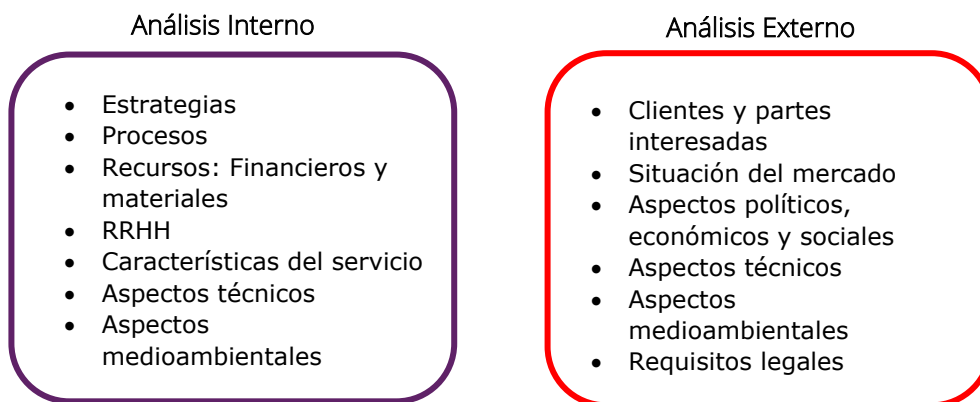 Análisis Interno
• Estrategias
• Procesos
• Recursos: Financieros y
materiales
• RRHH
• Características del servicio
• Aspectos técnicos
• Aspectos
medioambientales
Análisis Externo
• Clientes y partes
interesadas
• Situación del mercado
• Aspectos políticos,
económicos y sociales
• Aspectos técnicos
• Aspectos
medioambientales
• Requisitos legales